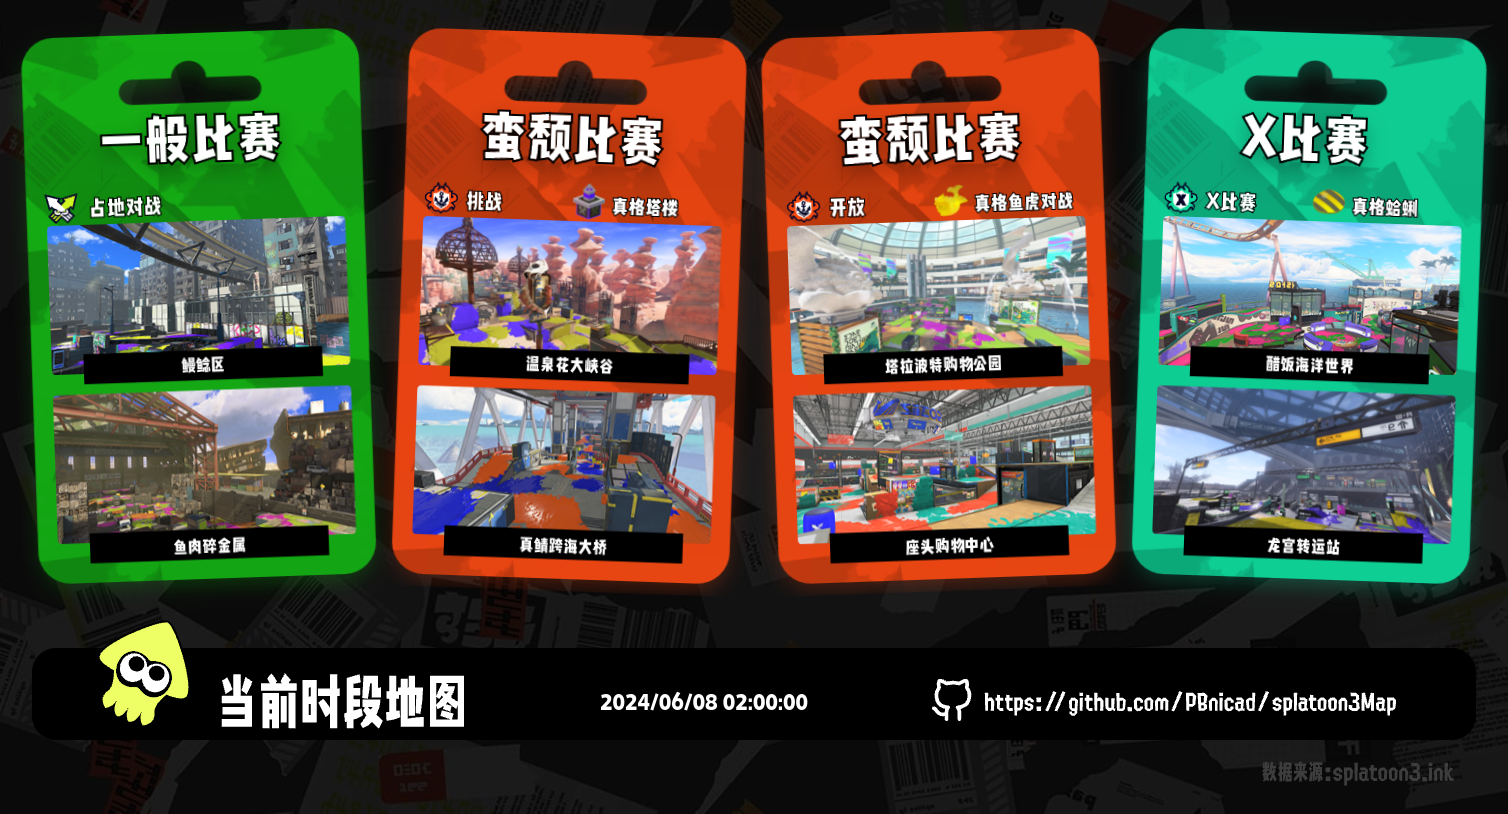 一般比赛
占地对战
鳗鲶区
鱼肉碎金属
蛮颓比赛
挑战
真格塔楼
温泉花大峡谷
真鲭跨海大桥
蛮颓比赛
开放
真格鱼虎对战
塔拉波特购物公园
座头购物中心
X比赛
X比赛
真格蛤蜊
醋饭海洋世界
龙宫转运站
当前时段地图
2024/06/08 02:00:00
https://github.com/PBnicad/splatoon3Map
数据来源:splatoon3.ink